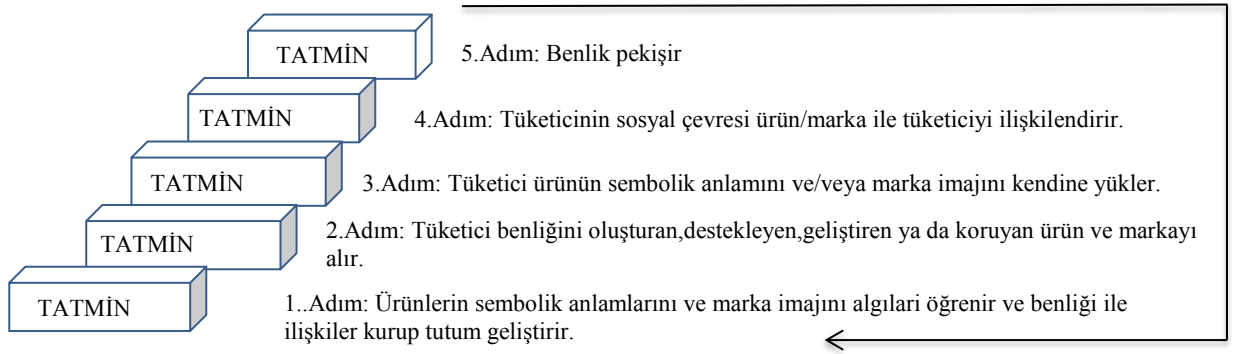 TATMİN
5.Adım: Benlik pekişir
TATMİN
4.Adım: Tüketicinin sosyal çevresi ürün/marka ile tüketiciyi ilişkilendirir.
TATMİN
3.Adım: Tüketici ürünün sembolik anlamını ve/veya marka imajını kendine yükler.
TATMİN
2.Adım: Tüketici benliğini oluşturan,destekleyen,geliştiren ya da koruyan ürün ve markayı
alır.
TATMİN
1..Adım: Ürünlerin sembolik anlamlarını ve marka imajını algılari öğrenir ve benliği ile
ilişkiler kurup tutum geliştirir.